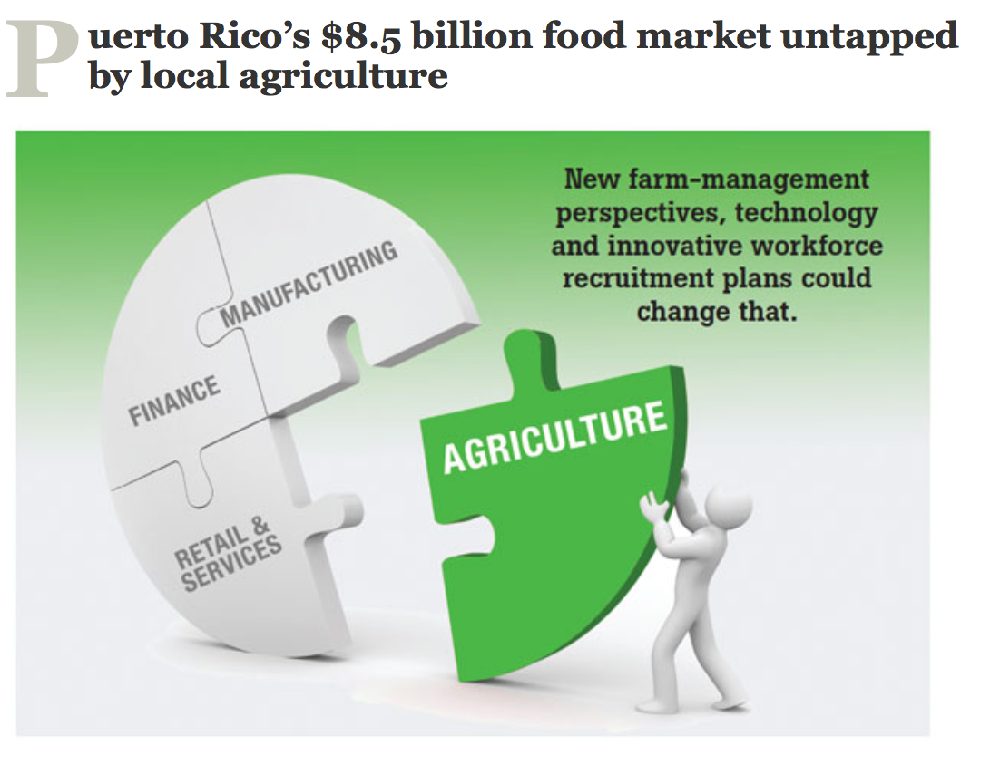 Puerto Rico’s $8.5 billion food market untapped
by local agriculture
New farm-management
perspectives, technology
and innovative workforce
recruitment plans could
change that.
MANUFACTURING
FINANCE
AGRICULTURE
RETAIL &
SERVICES